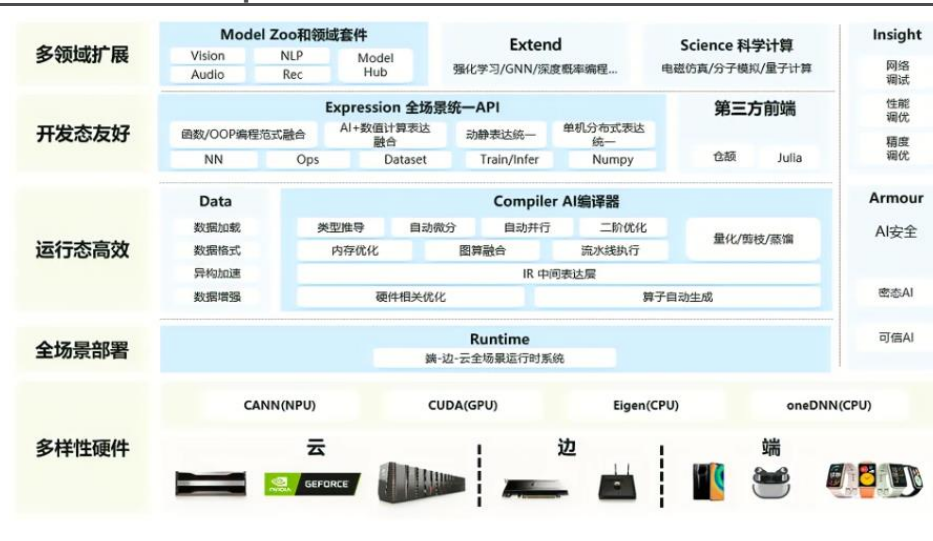 多领域扩展
Model Zoo和领域套件
Vision
NLP
Model
Hub
Audio
Rec
Extend
强化学习/GNN/深度概率编程...
Science 科学计算
电磁仿真/分子模拟/量子计算
Insight
网络
调试
性能
调优
精度
调优
开发态友好
Expression 全场景统一API
函数/OOP编程范式融合
AI+数值计算表达
融合
动静表达统一
单机分布式表达
统一
NN
Ops
Dataset
Train/Infer
Numpy
第三方前端
仓颉
Julia
运行态高效
Data
数据加载
数据格式
异构加速
数据增强
Compiler AI编译器
类型推导
自动微分
自动并行
二阶优化
内存优化
图算融合
流水线执行
量化/剪枝/蒸馏
IR 中间表达层
硬件相关优化
算子自动生成
Armour
AI安全
密态AI
可信AI
全场景部署
Runtime
端-边-云全场景运行时系统
多样性硬件
CANN(NPU)
CUDA(GPU)
Eigen(CPU)
oneDNN(CPU)
云
边
端
NVIDIA
GEFORCE